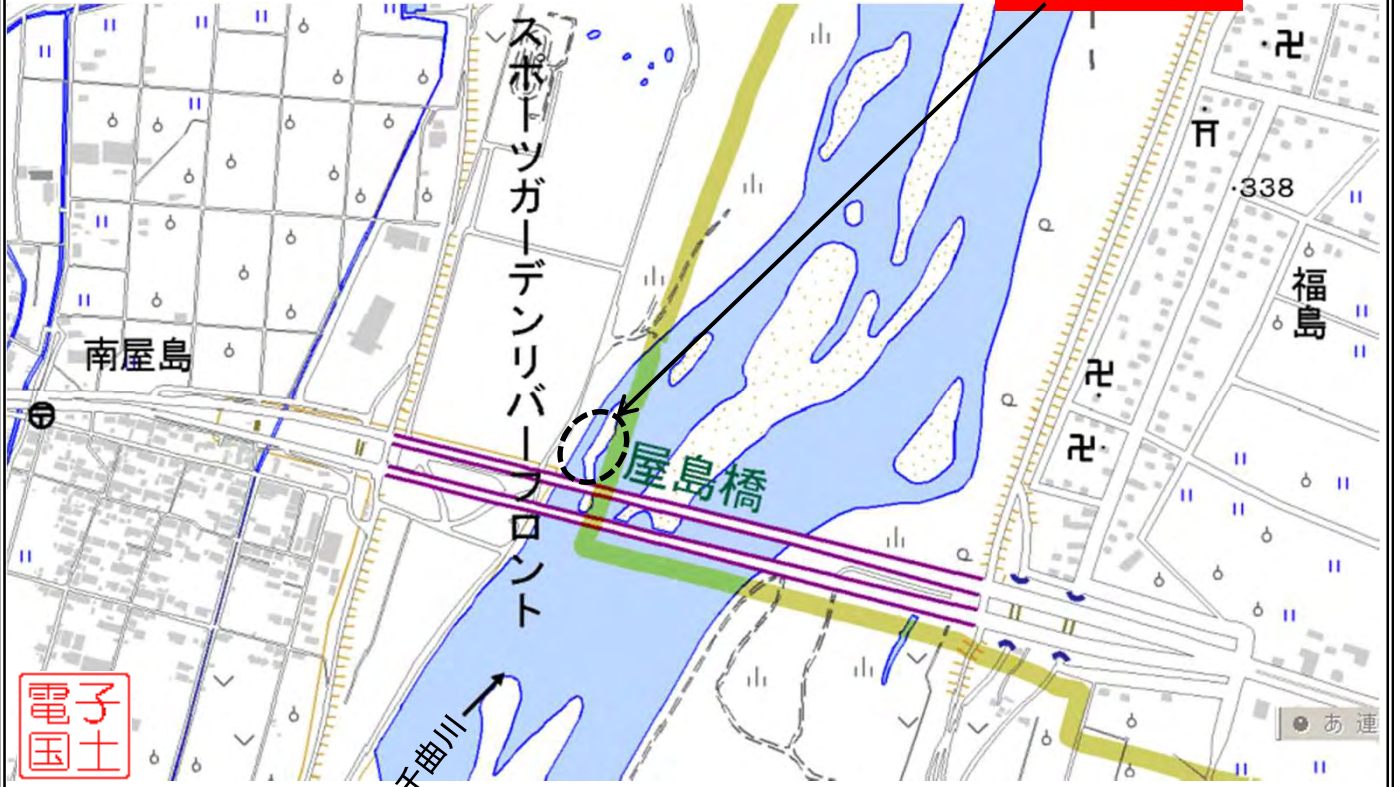 スポーツガーデンリバーフロント
338
福島
南屋島
屋島橋
千曲川
電子
国土
あ 連